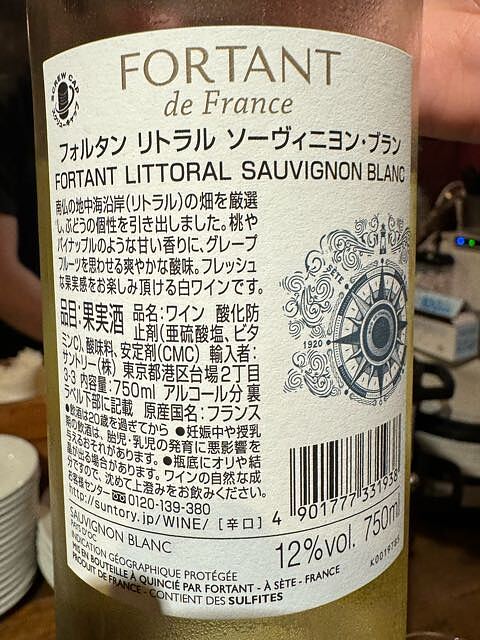 SCREW CAP
FORTANT
de France
フォルタン リトラル ソーヴィニヨン・ブラン
FORTANT LITTORAL SAUVIGNON BLANC
南仏の地中海沿岸(リトラル)の畑を厳選
し、ぶどうの個性を引き出しました。桃や
パイナップルのような甘い香りに、グレープ
フルーツを思わせる爽やかな酸味。フレッシュ
な果実感をお楽しみ頂ける白ワインです。
品目:果実酒 品名:ワイン 酸化防
止剤(亜硫酸塩、ビタ
ミンC)、酸味料、安定剤(CMC) 輸入者:
サントリー(株) 東京都港区台場2丁目
3-3 内容量:750ml アルコール分 裏
ラベル下部に記載 原産国名:フランス
●飲酒は20歳を過ぎてから ●妊娠中や授乳
期の飲酒は、胎児・乳児の発育に悪影響を
与えるおそれがあります。●瓶底にオリや結
晶が出る場合があります。ワインの自然な成
分ですので、沈めて上澄みをお飲みください。
お客様センター 0120-139-380
http://suntory.jp/WINE/ [辛口]
SÈTE
1920
4 901777 331938
SAUVIGNON BLANC
PAYS D'OC
INDICATION GÉOGRAPHIQUE PROTÉGÉE
MIS EN BOUTEILLE À QUINCIÉ PAR FORTANT - À SÈTE - FRANCE
PRODUIT DE FRANCE - CONTIENT DES SULFITES
12%vol. 750ml